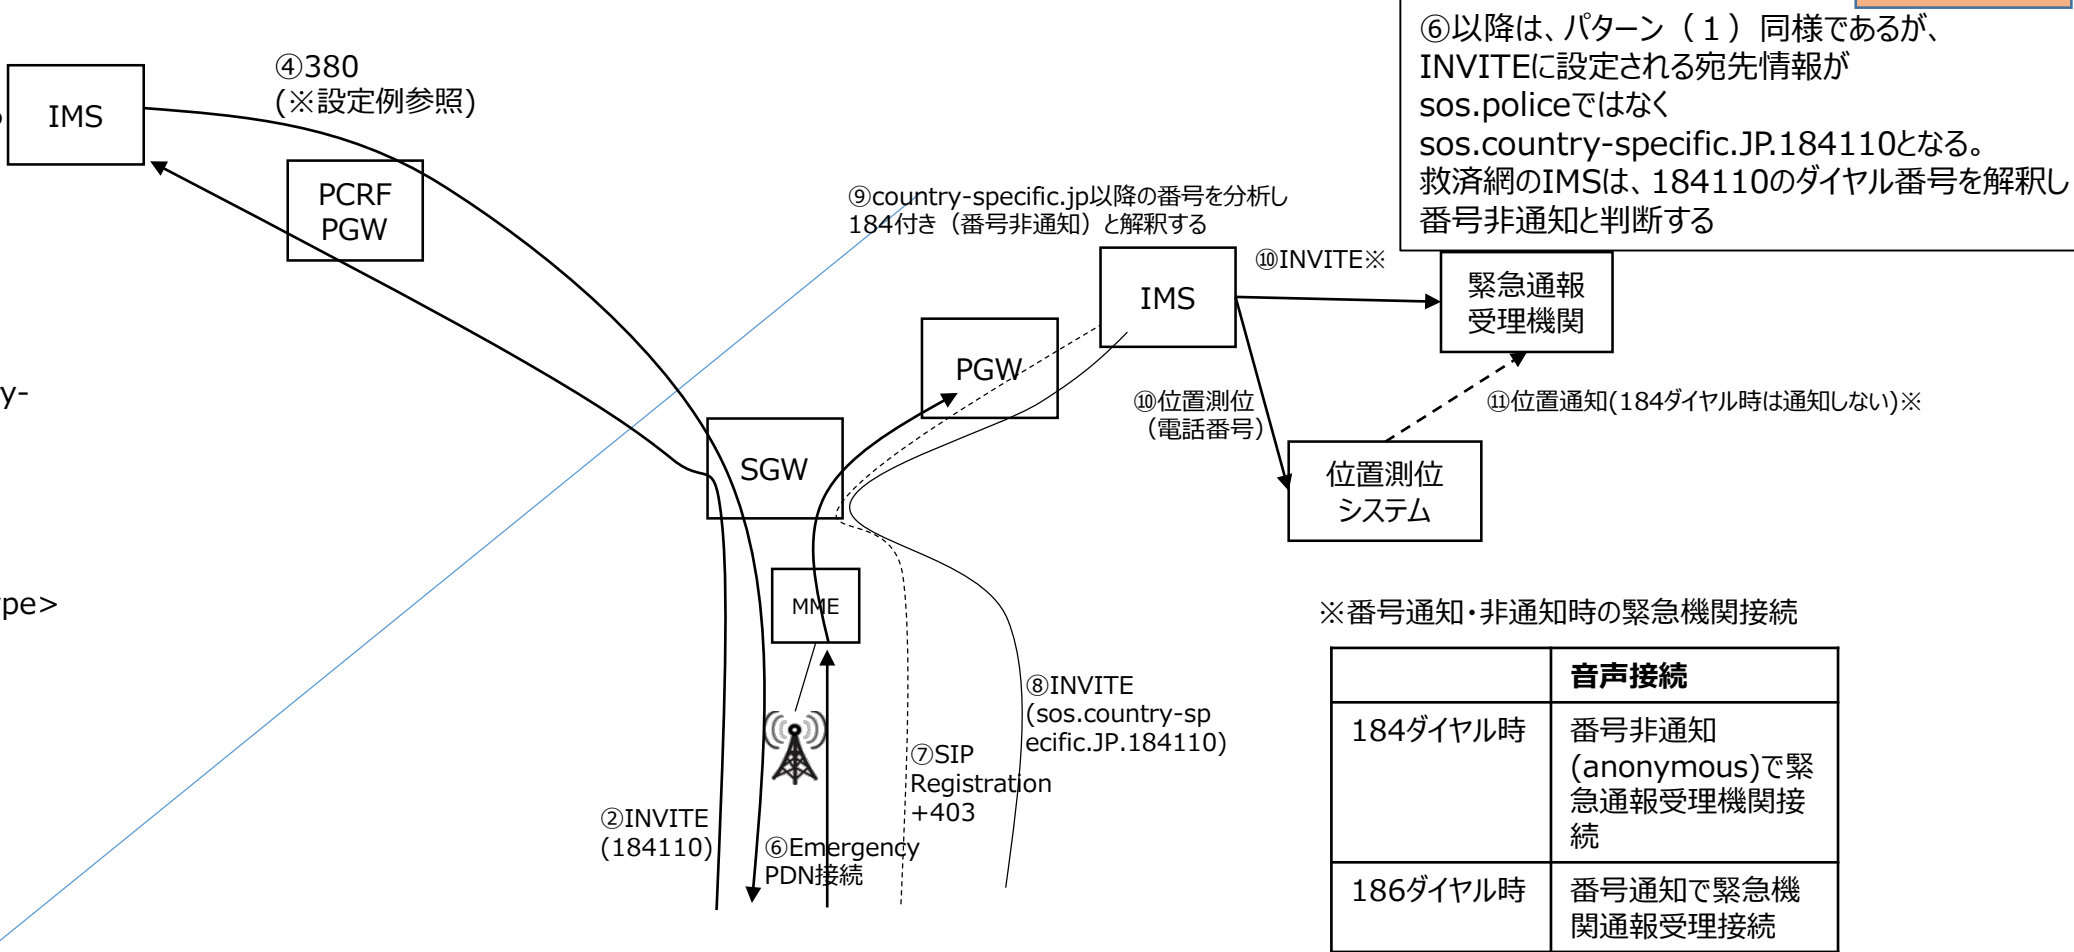 ⑥以降は、パターン（１）同様であるが、
INVITEに設定される宛先情報が
sos.policeではなく
sos.country-specific.JP.184110となる。
救済網のIMSは、184110のダイヤル番号を解釈し
番号非通知と判断する
④380
(※設定例参照)
IMS
PCRF
PGW
⑨country-specific.jp以降の番号を分析し
184付き（番号非通知）と解釈する
⑩INVITE※
IMS
緊急通報
受理機関
PGW
y-
⑩位置測位
（電話番号）
⑪位置通知(184ダイヤル時は通知しない)※
SGW
位置測位
システム
MME
pe>
※番号通知・非通知時の緊急機関接続
音声接続
184ダイヤル時
番号非通知
(anonymous)で緊
急通報受理機関接
続
186ダイヤル時
番号通知で緊急機
関通報受理接続
⑧INVITE
(sos.country-sp
ecific.JP.184110)
⑦SIP
Registration
+403
②INVITE
(184110)
⑥Emergency
PDN接続